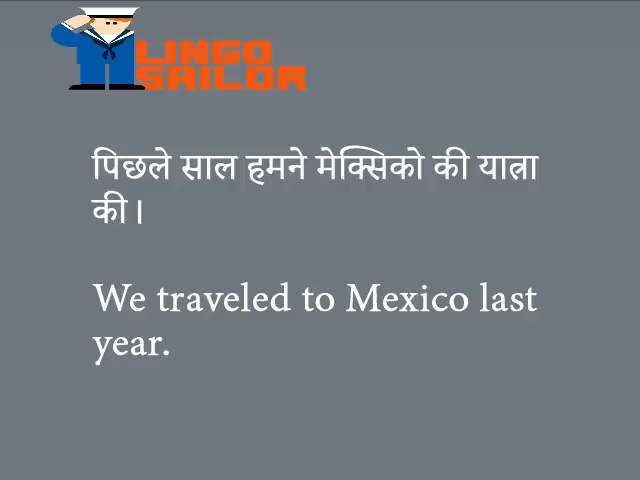 LINGO
SAILOR
पिछले साल हमने मेक्सिको की यात्रा
की।
We traveled to Mexico last
year.